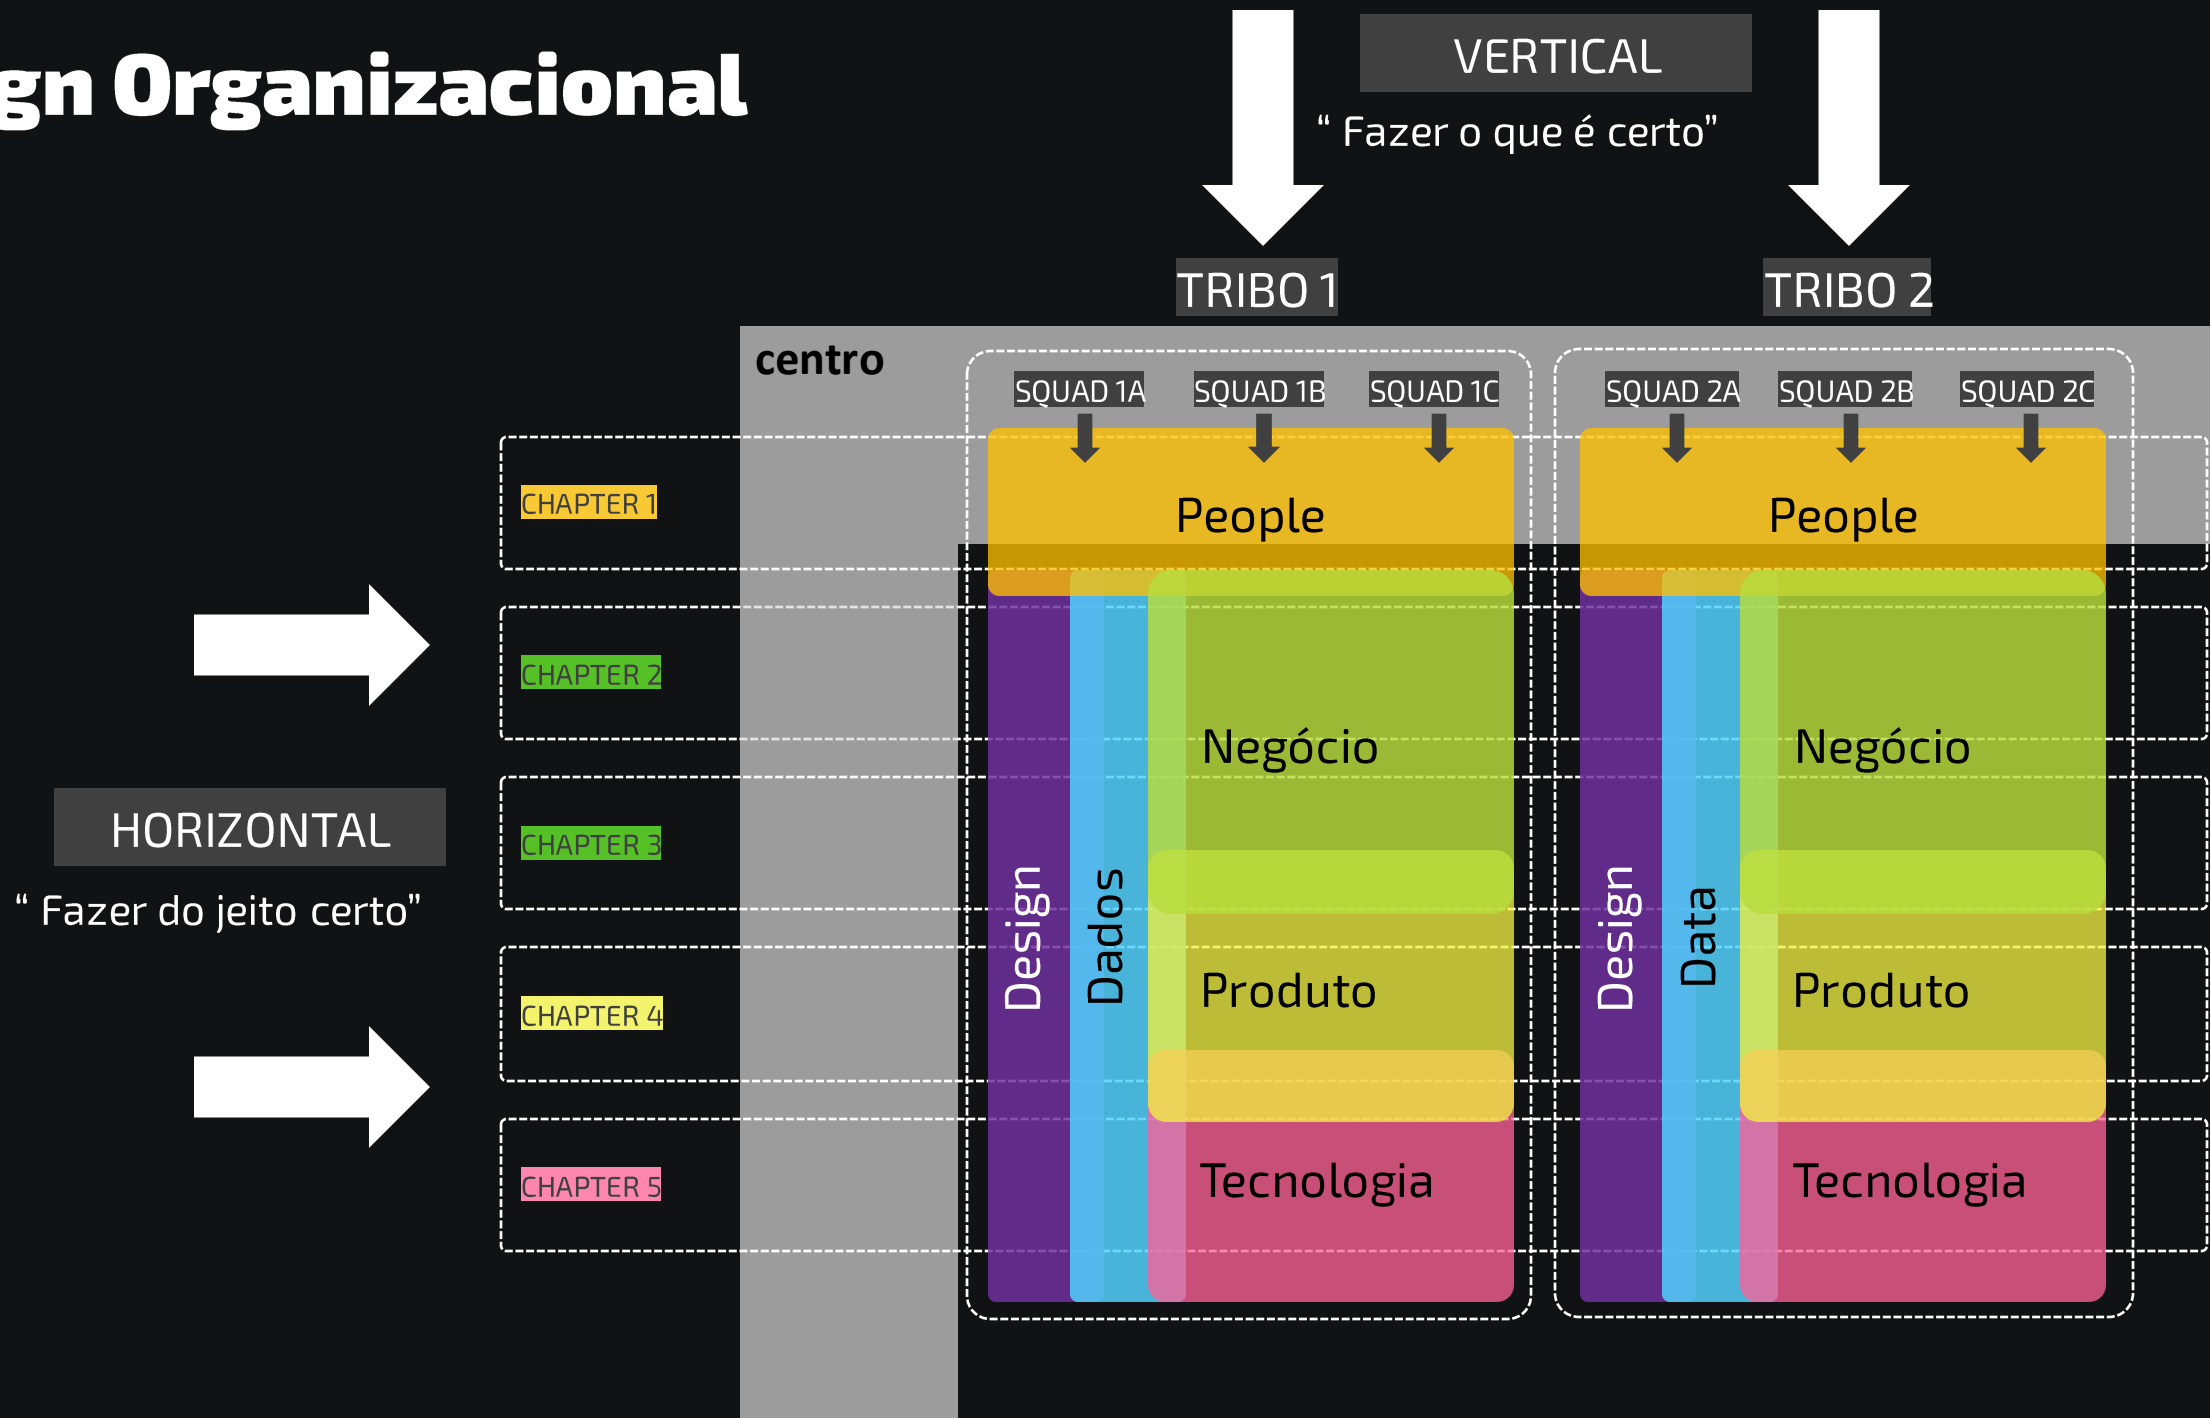 gn Organizacional
VERTICAL
“ Fazer o que é certo”
TRIBO 1
TRIBO 2
centro
SQUAD 1A
SQUAD 1B
SQUAD 1C
SQUAD 2A
SQUAD 2B
SQUAD 2C
CHAPTER 1
People
People
CHAPTER 2
Negócio
Negócio
HORIZONTAL
“ Fazer do jeito certo”
CHAPTER 3
Design
Dados
Design
Data
Produto
Produto
CHAPTER 4
CHAPTER 5
Tecnologia
Tecnologia